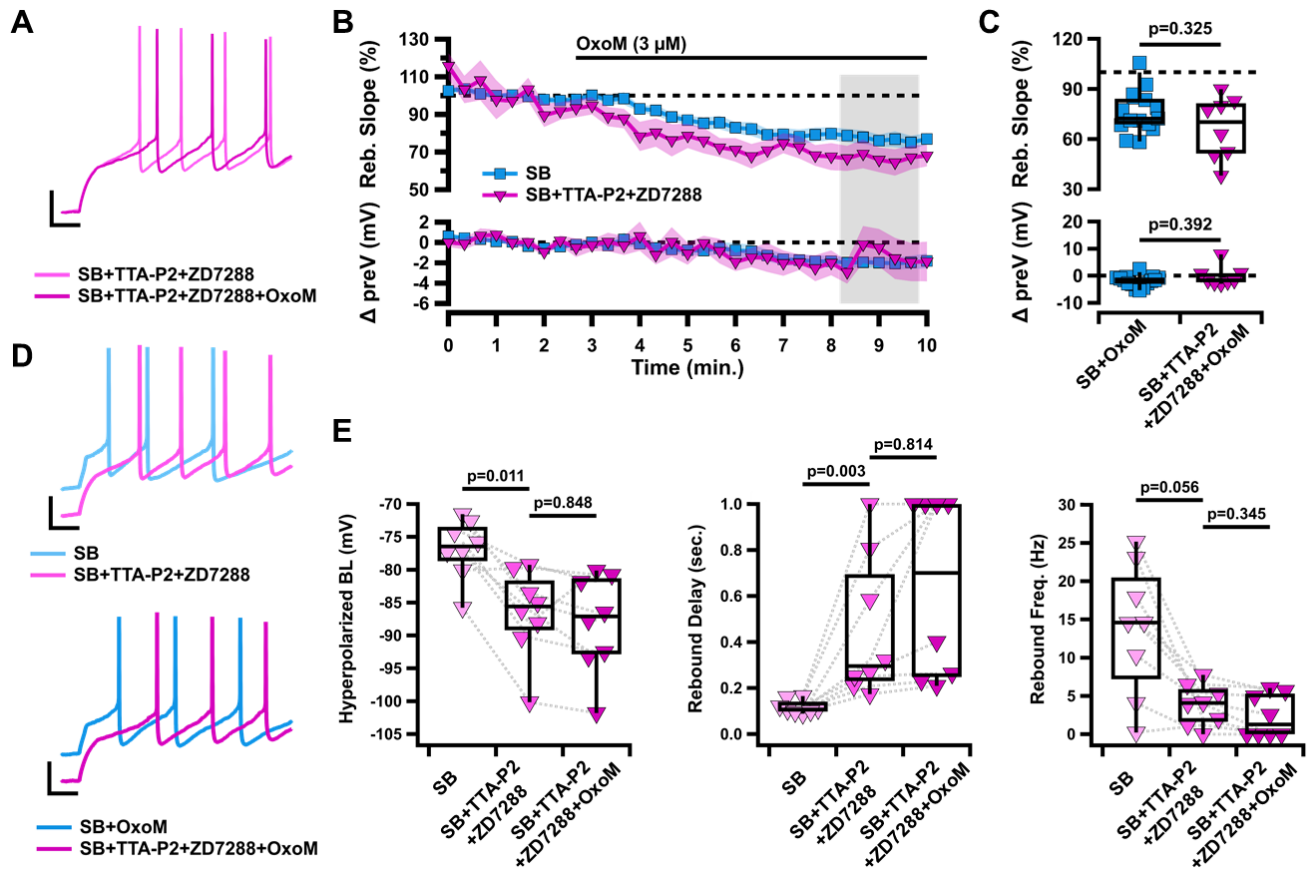 A
SB+TTA-P2+ZD7288
SB+TTA-P2+ZD7288+OxoM
B
OxoM (3 µM)
Reb. Slope (%)
130
110
90
70
50
SB
SB+TTA-P2+ZD7288
Δ preV (mV)
2
0
-2
-4
-6
0 1 2 3 4 5 6 7 8 9 10
Time (min.)
C
p=0.325
Reb. Slope (%)
120
90
60
30
p=0.392
Δ preV (mV)
20
10
0
-10
SB+OxoM
SB+TTA-P2
+ZD7288+OxoM
D
SB
SB+TTA-P2+ZD7288
SB+OxoM
SB+TTA-P2+ZD7288+OxoM
E
p=0.011
p=0.848
Hyperpolarized BL (mV)
-70
-75
-80
-85
-90
-95
-100
-105
SB
SB+TTA-P2
+ZD7288
SB+TTA-P2
+ZD7288+OxoM
p=0.814
p=0.003
Rebound Delay (sec.)
1.0
0.8
0.6
0.4
0.2
0.0
SB
SB+TTA-P2
+ZD7288
SB+TTA-P2
+ZD7288+OxoM
p=0.056
p=0.345
Rebound Freq. (Hz)
30
25
20
15
10
5
0
SB
SB+TTA-P2
+ZD7288
SB+TTA-P2
+ZD7288+OxoM